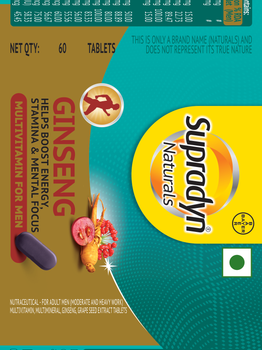 NET QTY: 60 TABLETS
THIS IS ONLY A BRAND NAME (NATURALS) AND
DOES NOT REPRESENT ITS TRUE NATURE
Supradyn®
Naturals
BAYER
GINSENG
HELPS BOOST ENERGY,
STAMINA & MENTAL FOCUS
MULTIVITAMIN FOR MEN
NUTRACEUTICAL - FOR ADULT MEN (MODERATE AND HEAVY WORK)
MULTIVITAMIN, MULTIMINERAL, GINSENG, GRAPE SEED EXTRACT TABLETS